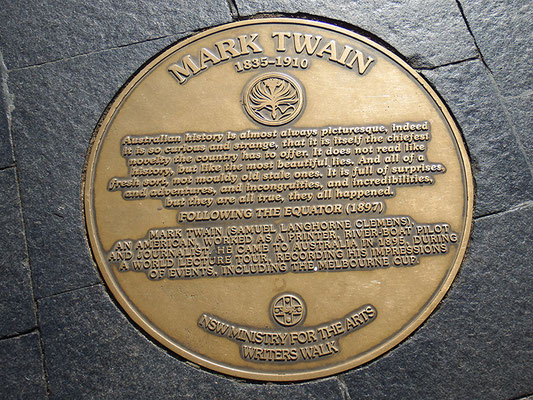 MARK TWAIN
1835–1910
Australian history is almost always picturesque, indeed
it is so curious and strange, that it is itself the chiefest
novelty the country has to offer. It does not read like
history, but like the most beautiful lies. And all of a
fresh sort, not mouldy old stale ones. It is full of surprises,
and adventures, and incongruities, and incredibilities,
but they are all true, they all happened.
FOLLOWING THE EQUATOR (1897)
MARK TWAIN (SAMUEL LANGHORNE CLEMENS)
AN AMERICAN, WORKED AS A PRINTER, RIVER-BOAT PILOT
AND JOURNALIST. HE CAME TO AUSTRALIA IN 1895, DURING
A WORLD LECTURE TOUR, RECORDING HIS IMPRESSIONS
OF EVENTS, INCLUDING THE MELBOURNE CUP.
NSW MINISTRY FOR THE ARTS
WRITERS WALK